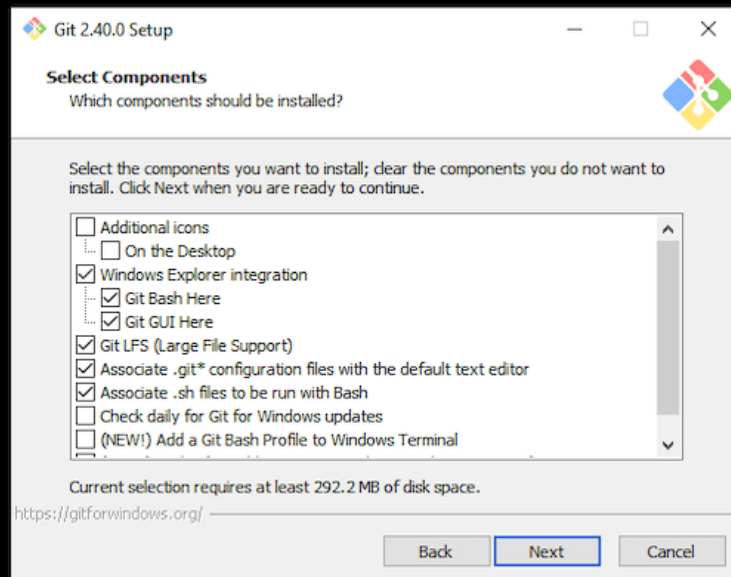 Git 2.40.0 Setup
Select Components
Which components should be installed?
Select the components you want to install; clear the components you do not want to
install. Click Next when you are ready to continue.
Additional icons
On the Desktop
Windows Explorer integration
Git Bash Here
Git GUI Here
Git LFS (Large File Support)
Associate .git* configuration files with the default text editor
Associate .sh files to be run with Bash
Check daily for Git for Windows updates
(NEW!) Add a Git Bash Profile to Windows Terminal
Current selection requires at least 292.2 MB of disk space.
https://gitforwindows.org/
Back
Next
Cancel